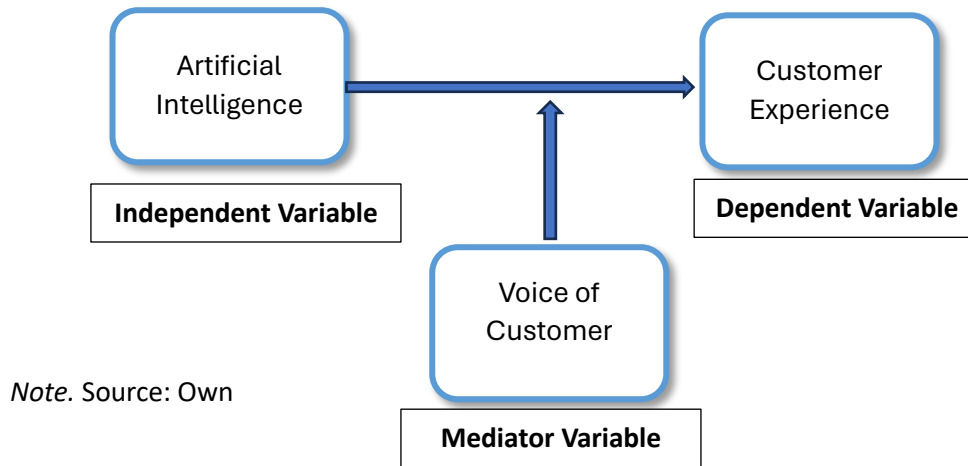 Artificial
Intelligence
Customer
Experience
Independent Variable
Dependent Variable
Voice of
Customer
Note. Source: Own
Mediator Variable